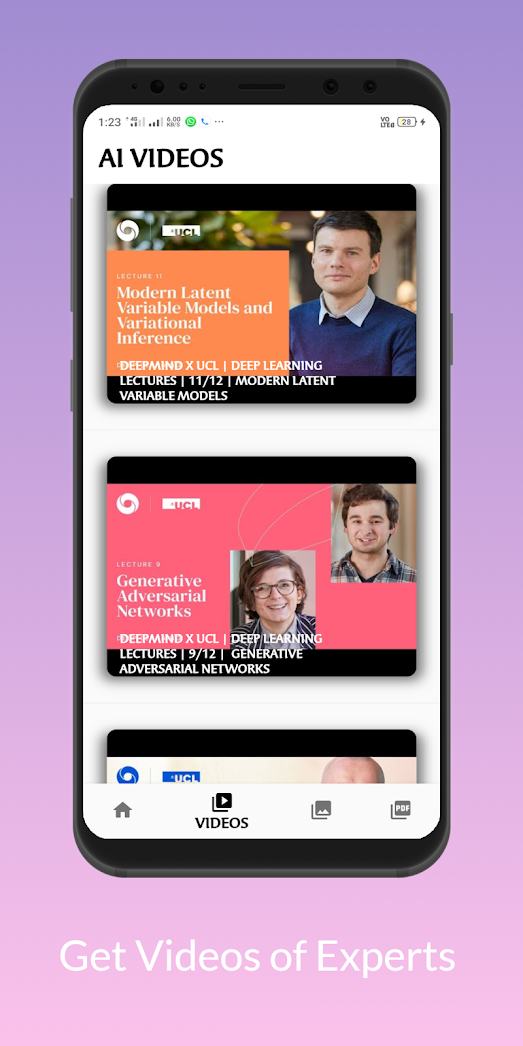 1:23 4G 6.00 KB/S VO LTE 28
AI VIDEOS
UCL
LECTURE 11
Modern Latent
Variable Models and
Variational
Inference
DEEPMIND X UCL | DEEP LEARNING
LECTURES | 11/12 | MODERN LATENT
VARIABLE MODELS
UCL
LECTURE 9
Generative
Adversarial
Networks
DEEPMIND X UCL | DEEP LEARNING
LECTURES | 9/12 | GENERATIVE
ADVERSARIAL NETWORKS
UCL
PDF
VIDEOS
Get Videos of Experts